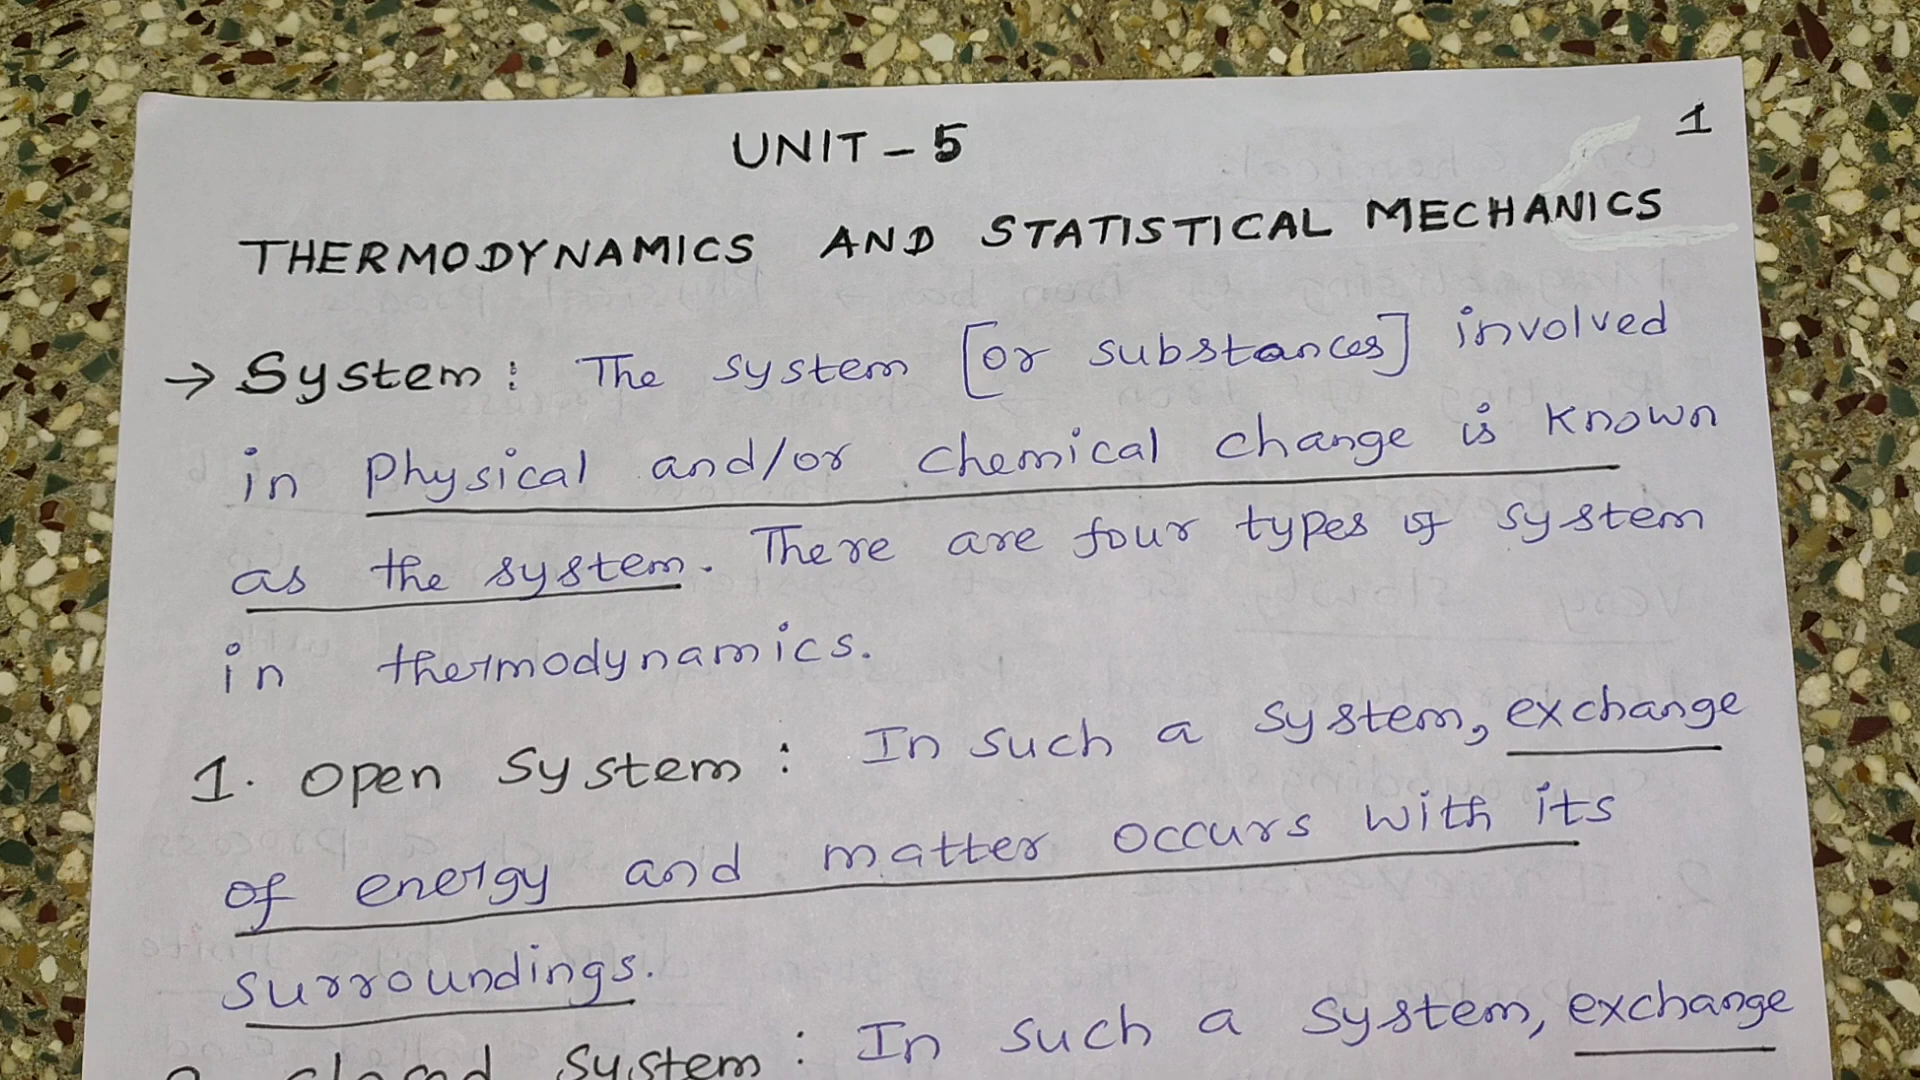 1
UNIT - 5
THERMODYNAMICS AND STATISTICAL MECHANICS
→ System : The system [or substances] involved
in Physical and/or chemical change is known
as the system. There are four types of system
in thermodynamics.
1. Open System : In such a system, exchange
of energy and matter occurs with its
surroundings.
closed system : In such a system, exchange